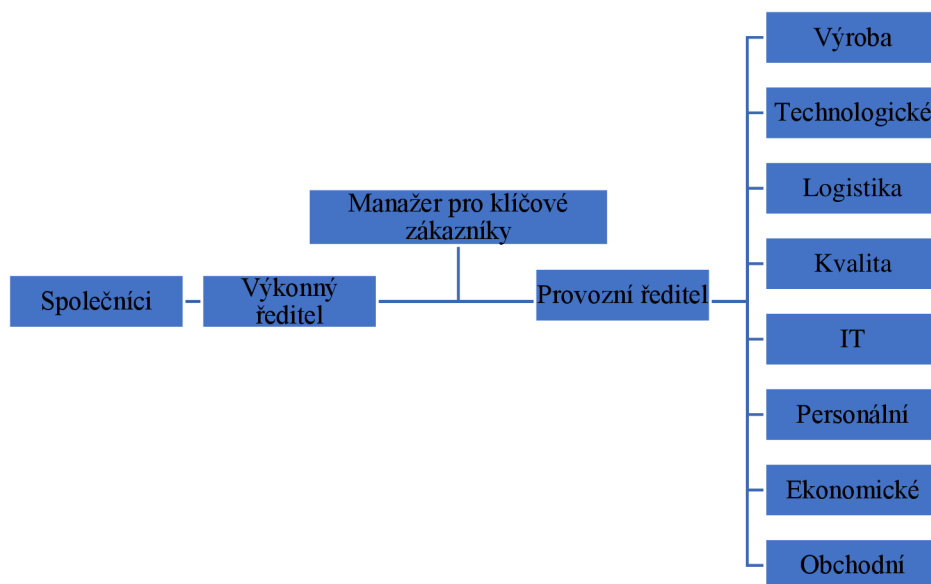 Společníci
Výkonný
ředitel
Manažer pro klíčové
zákazníky
Provozní ředitel
Výroba
Technologické
Logistika
Kvalita
IT
Personální
Ekonomické
Obchodní